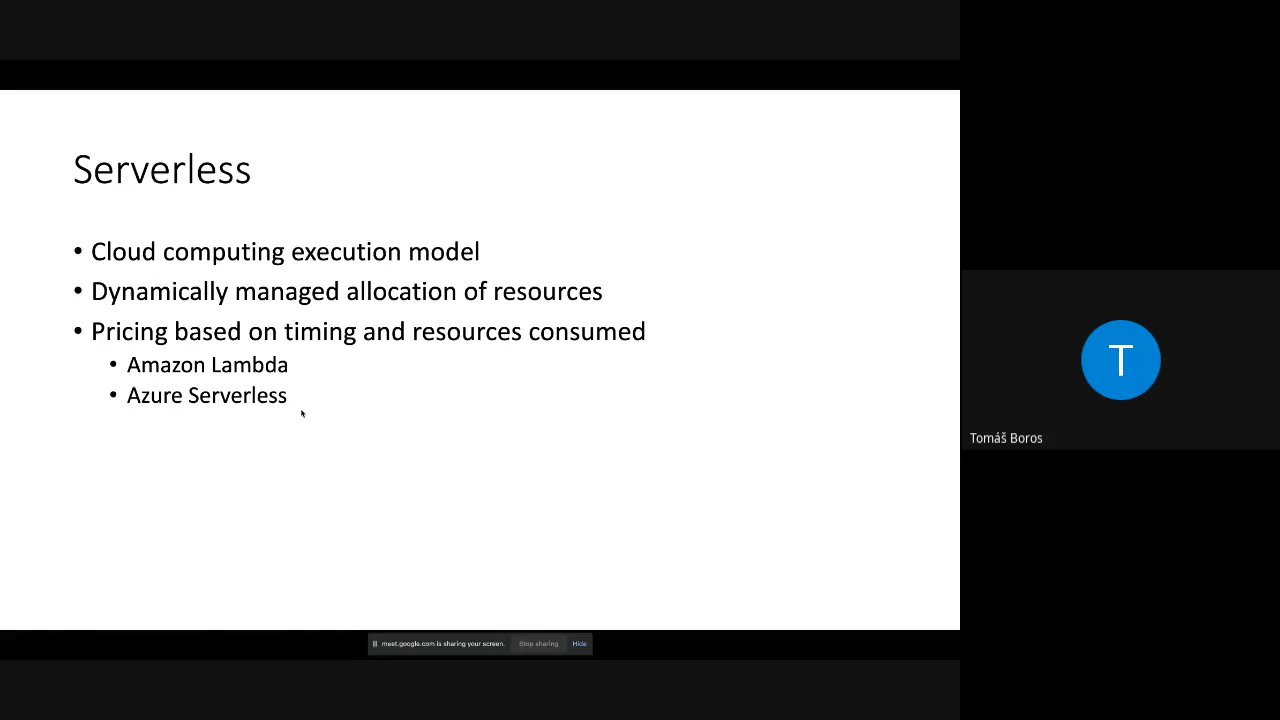 Serverless
• Cloud computing execution model
• Dynamically managed allocation of resources
• Pricing based on timing and resources consumed
• Amazon Lambda
• Azure Serverless
T
Tomáš Boros
meet.google.com is sharing your screen. Stop sharing Hide